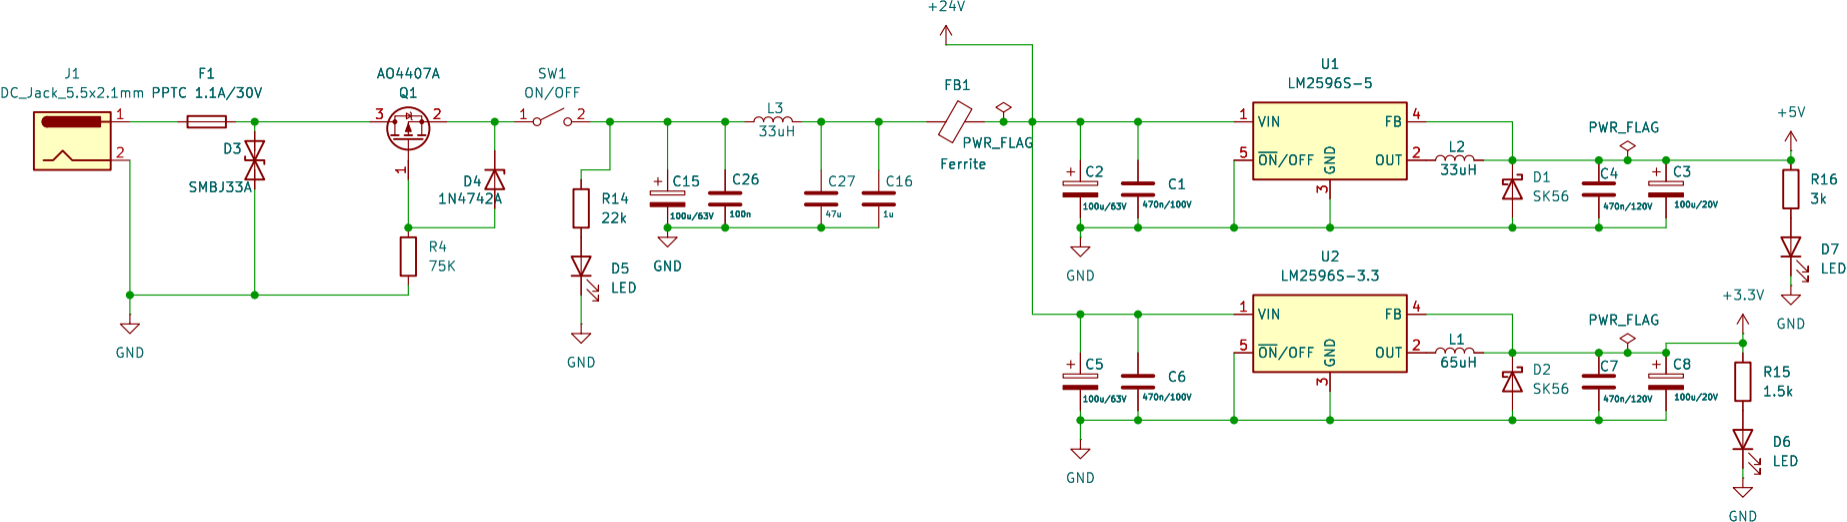 +24V
J1
DC_Jack_5.5x2.1mm
1
2
GND
F1
PPTC 1.1A/30V
D3
SMBJ33A
AO4407A
Q1
3
2
1
D4
1N4742A
R4
75K
SW1
ON/OFF
1
2
R14
22k
D5
LED
GND
C15
100u/63V
GND
C26
100n
L3
33uH
C27
47u
C16
1u
FB1
Ferrite
PWR_FLAG
C2
100u/63V
GND
C1
470n/100V
U1
LM2596S-5
1
VIN
5
ON/OFF
GND
3
FB
4
OUT
2
L2
33uH
D1
SK56
C4
470n/120V
PWR_FLAG
C3
100u/20V
+5V
R16
3k
D7
LED
GND
C5
100u/63V
GND
C6
470n/100V
U2
LM2596S-3.3
1
VIN
5
ON/OFF
GND
3
FB
4
OUT
2
L1
65uH
D2
SK56
C7
470n/120V
PWR_FLAG
C8
100u/20V
+3.3V
R15
1.5k
D6
LED
GND